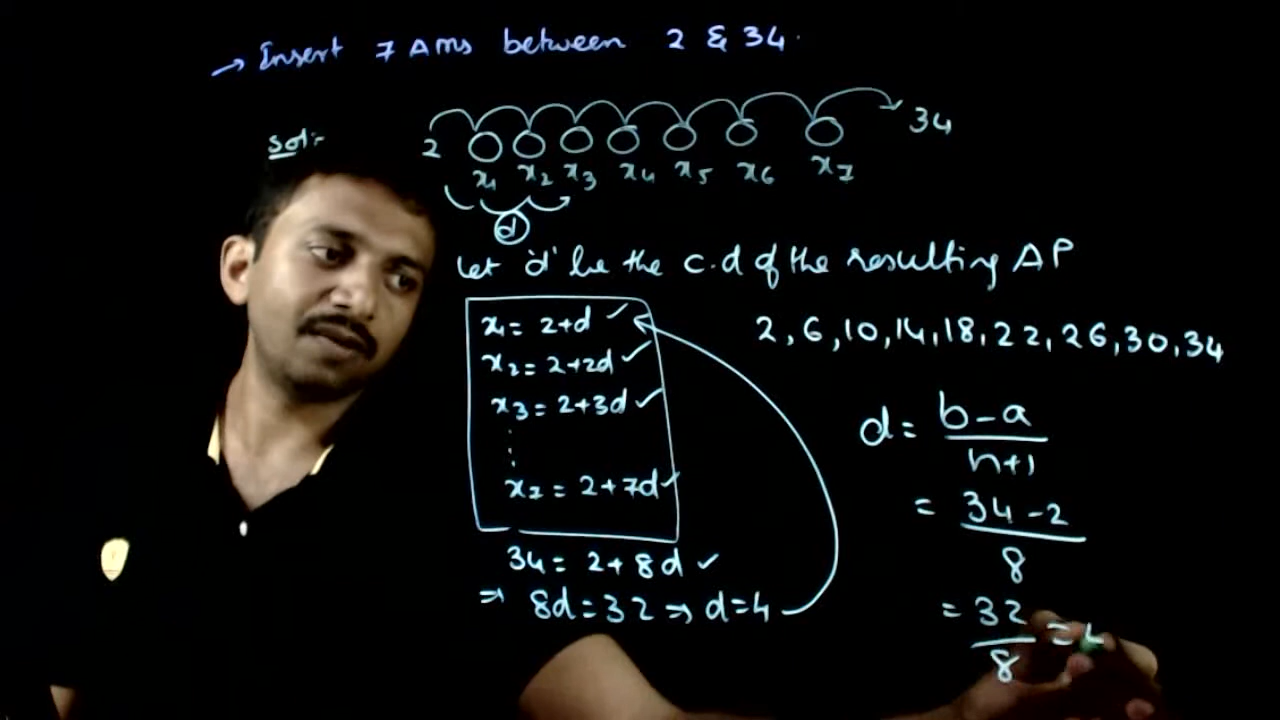 → Insert 7 AMs between 2 & 34.
Sol:-
2 34
x1 x2 x3 x4 x5 x6 x7
d
Let 'd' be the c.d of the resulting AP
x1 = 2+d ✓
x2 = 2+2d ✓
x3 = 2+3d ✓
⋮
x7 = 2+7d ✓
34 = 2+8d ✓
⇒ 8d=32 ⇒ d=4
2, 6, 10, 14, 18, 22, 26, 30, 34
d = b-a / n+1
= 34-2 / 8
= 32 / 8 = 4